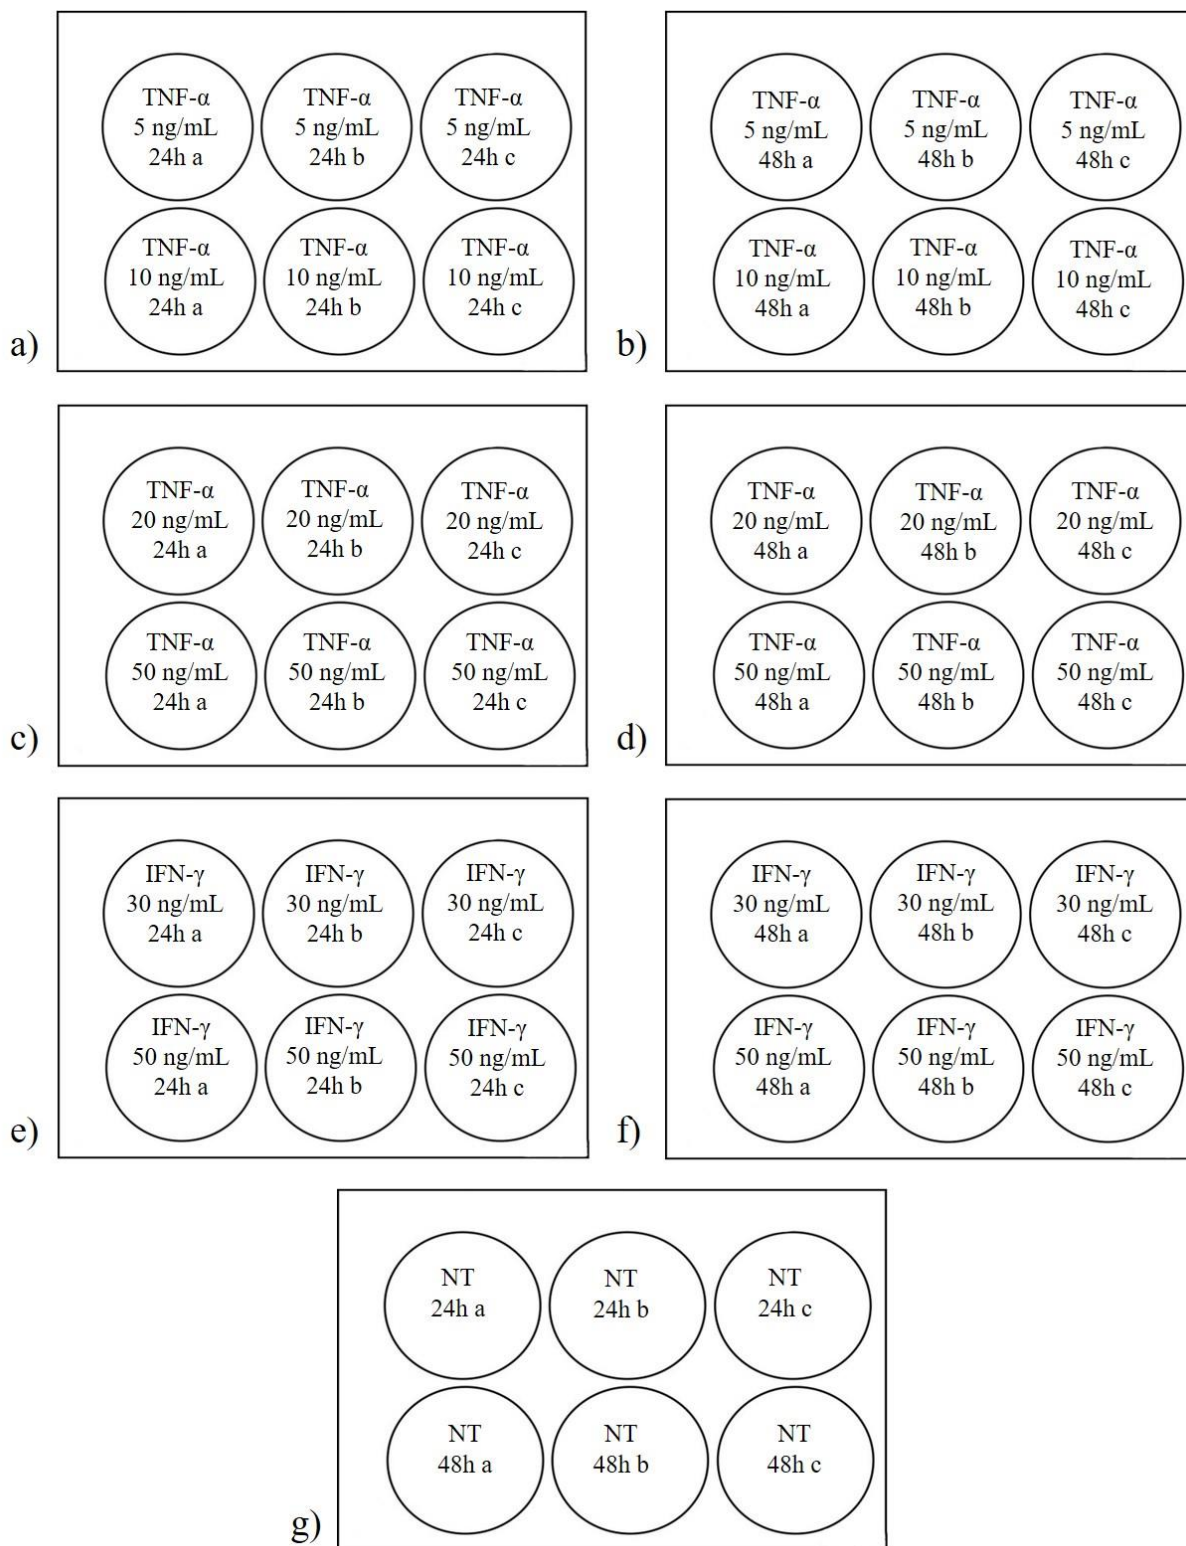 TNF-α
5 ng/mL
24h a
TNF-α
5 ng/mL
24h b
TNF-α
5 ng/mL
24h c
TNF-α
10 ng/mL
24h a
TNF-α
10 ng/mL
24h b
TNF-α
10 ng/mL
24h c
a)
TNF-α
5 ng/mL
48h a
TNF-α
5 ng/mL
48h b
TNF-α
5 ng/mL
48h c
TNF-α
10 ng/mL
48h a
TNF-α
10 ng/mL
48h b
TNF-α
10 ng/mL
48h c
b)
TNF-α
20 ng/mL
24h a
TNF-α
20 ng/mL
24h b
TNF-α
20 ng/mL
24h c
TNF-α
50 ng/mL
24h a
TNF-α
50 ng/mL
24h b
TNF-α
50 ng/mL
24h c
c)
TNF-α
20 ng/mL
48h a
TNF-α
20 ng/mL
48h b
TNF-α
20 ng/mL
48h c
TNF-α
50 ng/mL
48h a
TNF-α
50 ng/mL
48h b
TNF-α
50 ng/mL
48h c
d)
IFN-γ
30 ng/mL
24h a
IFN-γ
30 ng/mL
24h b
IFN-γ
30 ng/mL
24h c
IFN-γ
50 ng/mL
24h a
IFN-γ
50 ng/mL
24h b
IFN-γ
50 ng/mL
24h c
e)
IFN-γ
30 ng/mL
48h a
IFN-γ
30 ng/mL
48h b
IFN-γ
30 ng/mL
48h c
IFN-γ
50 ng/mL
48h a
IFN-γ
50 ng/mL
48h b
IFN-γ
50 ng/mL
48h c
f)
NT
24h a
NT
24h b
NT
24h c
NT
48h a
NT
48h b
NT
48h c
g)